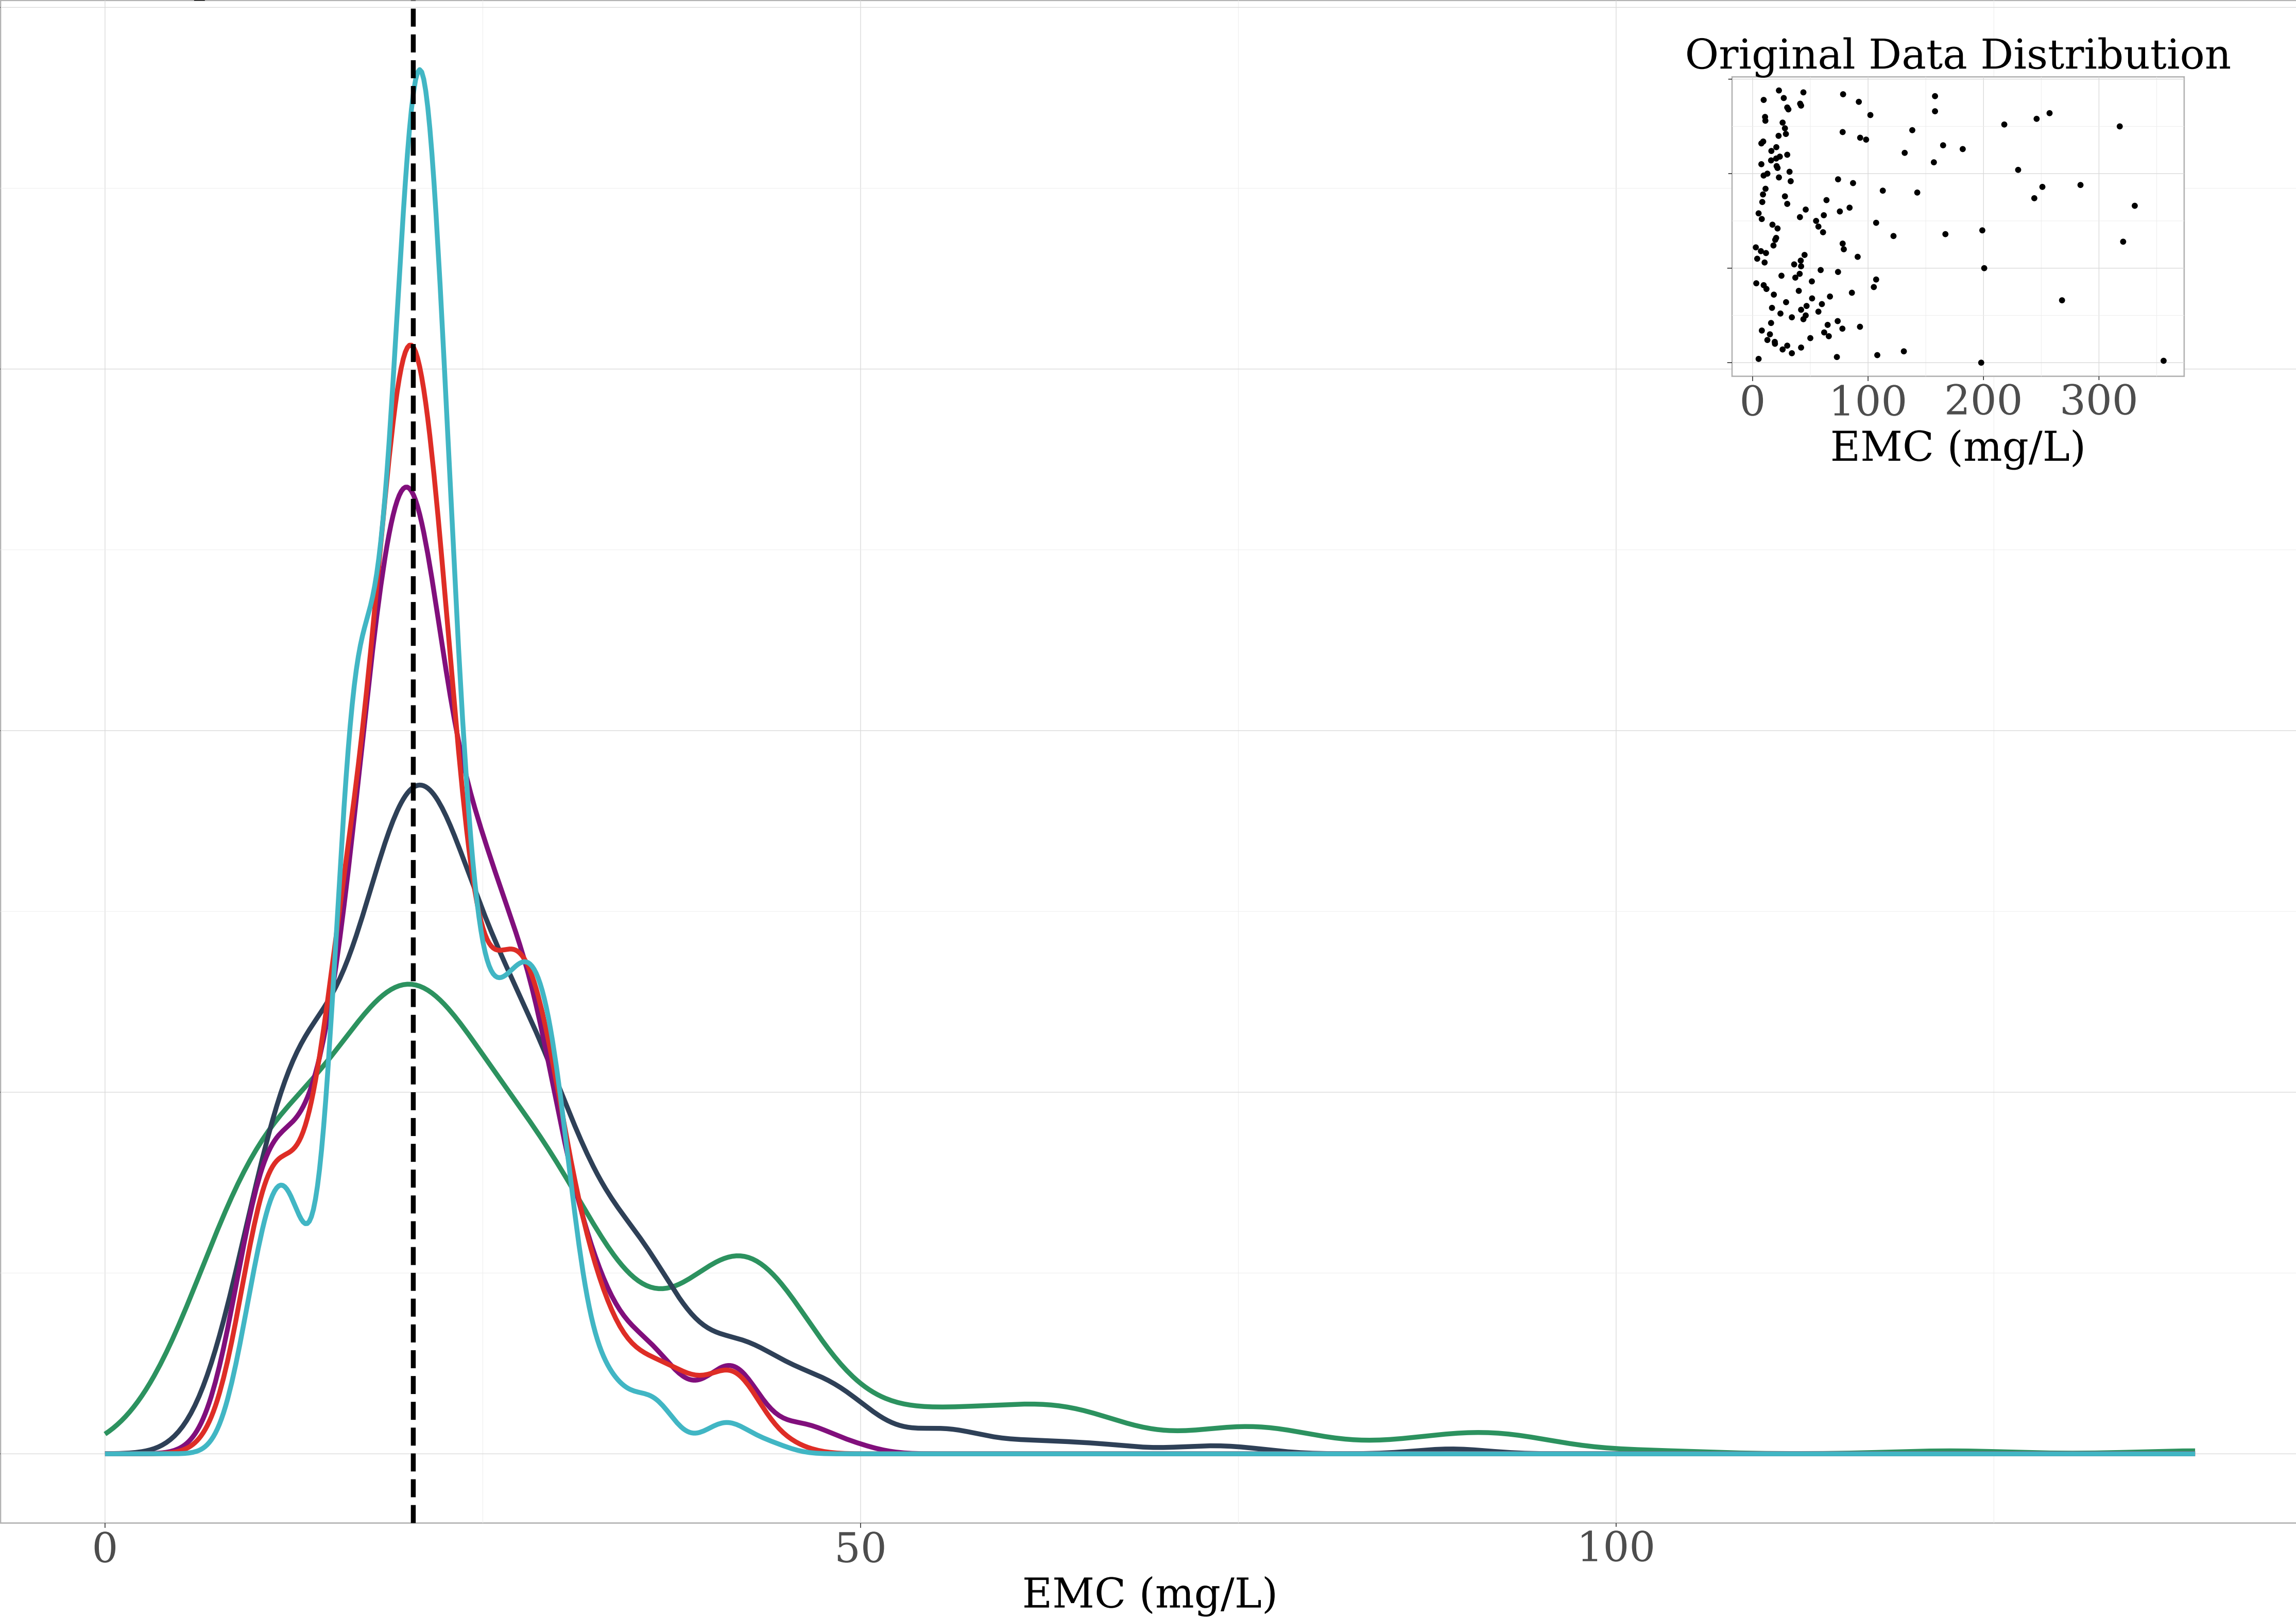 Original Data Distribution
0 100 200 300
EMC (mg/L)
0 50 100
EMC (mg/L)